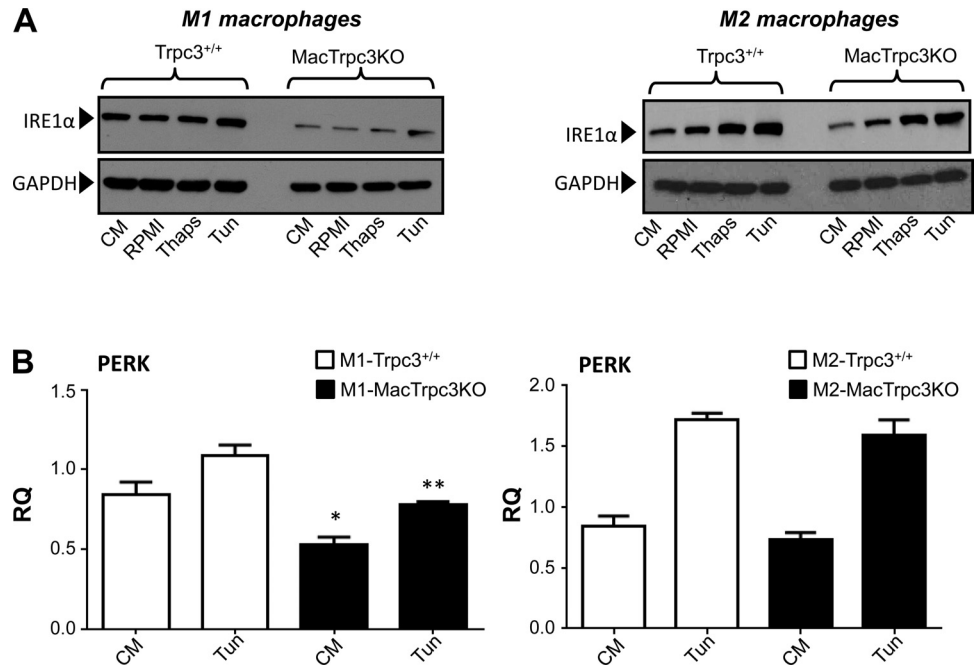 A
M1 macrophages
M2 macrophages
Trpc3+/+
MacTrpc3KO
Trpc3+/+
MacTrpc3KO
IRE1α
IRE1α
GAPDH
GAPDH
CM
RPMI
Thaps
Tun
CM
RPMI
Thaps
Tun
CM
RPMI
Thaps
Tun
CM
RPMI
Thaps
Tun
B
PERK
M1-Trpc3+/+
M1-MacTrpc3KO
RQ
1.5
1.0
0.5
0.0
*
**
CM
Tun
CM
Tun
PERK
M2-Trpc3+/+
M2-MacTrpc3KO
RQ
2.0
1.5
1.0
0.5
0.0
CM
Tun
CM
Tun